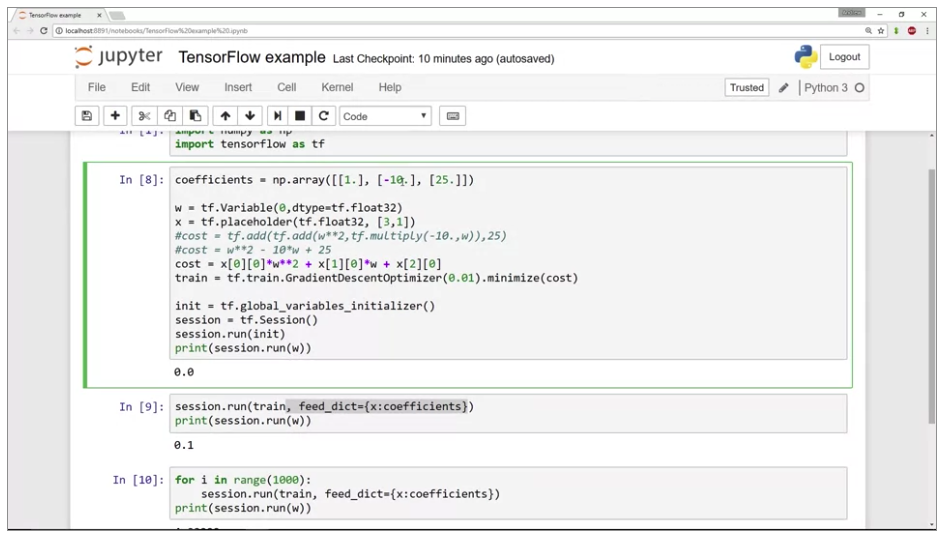 TensorFlow example
localhost:8891/notebooks/TensorFlow%20example%20.ipynb
jupyter TensorFlow example Last Checkpoint: 10 minutes ago (autosaved)
Logout
File Edit View Insert Cell Kernel Help
Trusted Python 3
Code
In [1]: import numpy as np
import tensorflow as tf
In [8]: coefficients = np.array([[1.], [-10.], [25.]])
w = tf.Variable(0,dtype=tf.float32)
x = tf.placeholder(tf.float32, [3,1])
#cost = tf.add(tf.add(w**2,tf.multiply(-10.,w)),25)
#cost = w**2 - 10*w + 25
cost = x[0][0]*w**2 + x[1][0]*w + x[2][0]
train = tf.train.GradientDescentOptimizer(0.01).minimize(cost)
init = tf.global_variables_initializer()
session = tf.Session()
session.run(init)
print(session.run(w))
0.0
In [9]: session.run(train, feed_dict={x:coefficients})
print(session.run(w))
0.1
In [10]: for i in range(1000):
session.run(train, feed_dict={x:coefficients})
print(session.run(w))